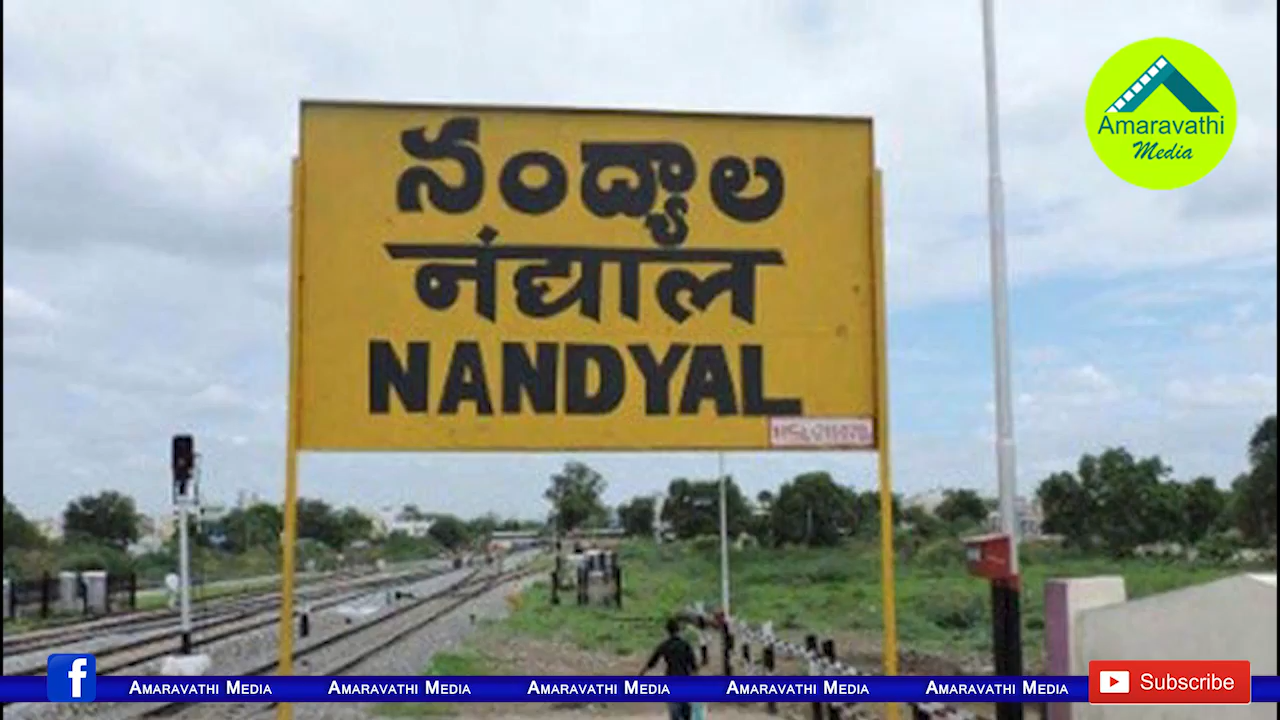 Amaravathi
Media
నంద్యాల
नंद्याल
NANDYAL
AMARAVATHI MEDIA AMARAVATHI MEDIA AMARAVATHI MEDIA AMARAVATHI MEDIA AMARAVATHI MEDIA
Subscribe